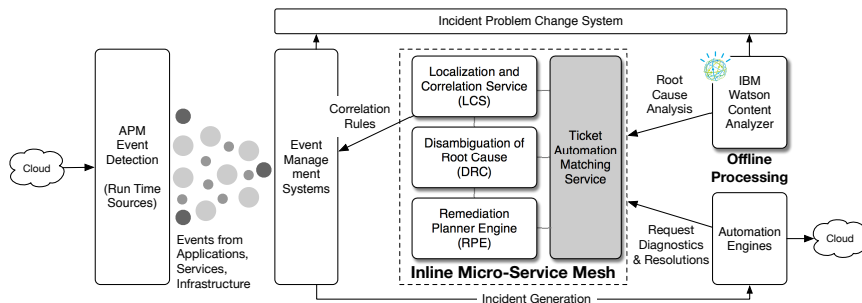 Incident Problem Change System
Cloud
APM
Event
Detection
(Run Time
Sources)
Events from
Applications,
Services,
Infrastructure
Event
Manage
ment
Systems
Correlation
Rules
Localization and
Correlation Service
(LCS)
Disambiguation of
Root Cause
(DRC)
Remediation
Planner Engine
(RPE)
Ticket
Automation
Matching
Service
Inline Micro-Service Mesh
Root
Cause
Analysis
IBM
Watson
Content
Analyzer
Offline
Processing
Request
Diagnostics
& Resolutions
Automation
Engines
Cloud
Incident Generation